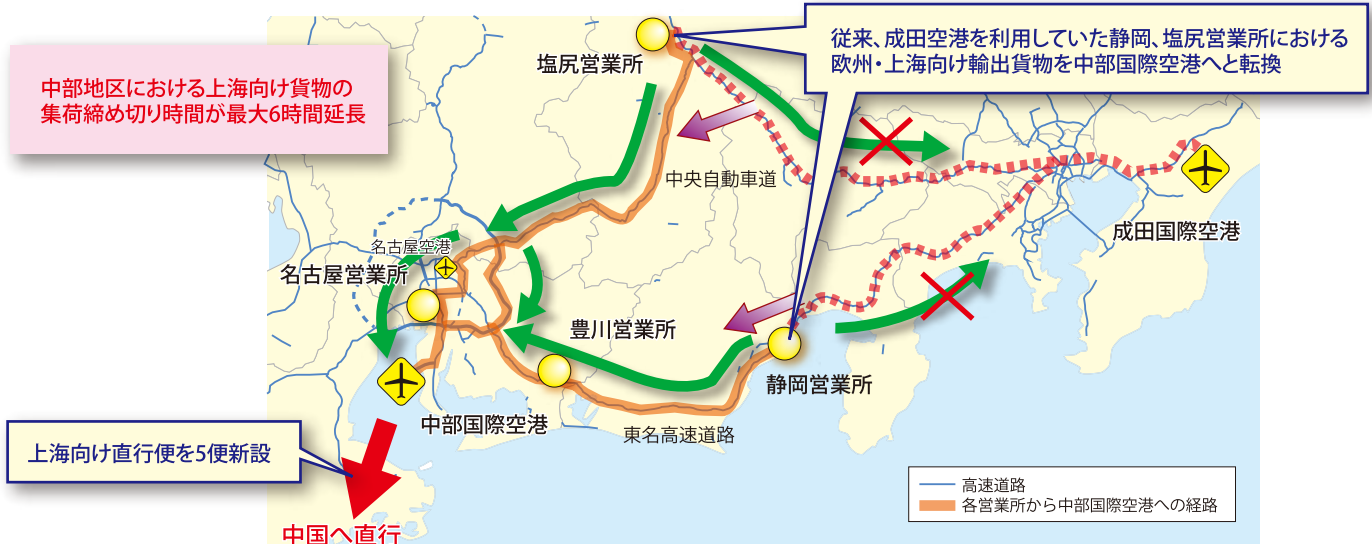 従来、成田空港を利用していた静岡、塩尻営業所における
欧州・上海向け輸出貨物を中部国際空港へと転換
中部地区における上海向け貨物の
集荷締め切り時間が最大6時間延長
塩尻営業所
中央自動車道
成田国際空港
名古屋空港
名古屋営業所
豊川営業所
静岡営業所
中部国際空港
東名高速道路
上海向け直行便を5便新設
中国へ直行
高速道路
各営業所から中部国際空港への経路